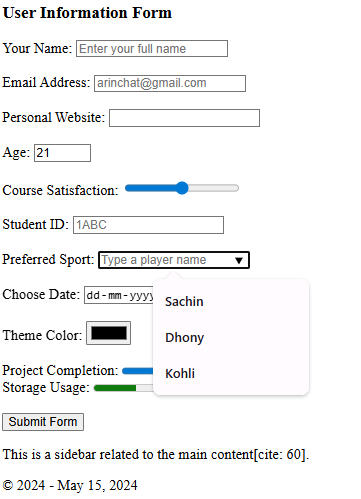 User Information Form
Your Name: Enter your full name
Email Address: arinchat@gmail.com
Personal Website:
Age: 21
Course Satisfaction:
Student ID: 1ABC
Preferred Sport: Type a player name
Sachin
Choose Date: dd-mm-yyyy
Dhony
Theme Color:
Kohli
Project Completion:
Storage Usage:
Submit Form
This is a sidebar related to the main content[cite: 60].
© 2024 - May 15, 2024